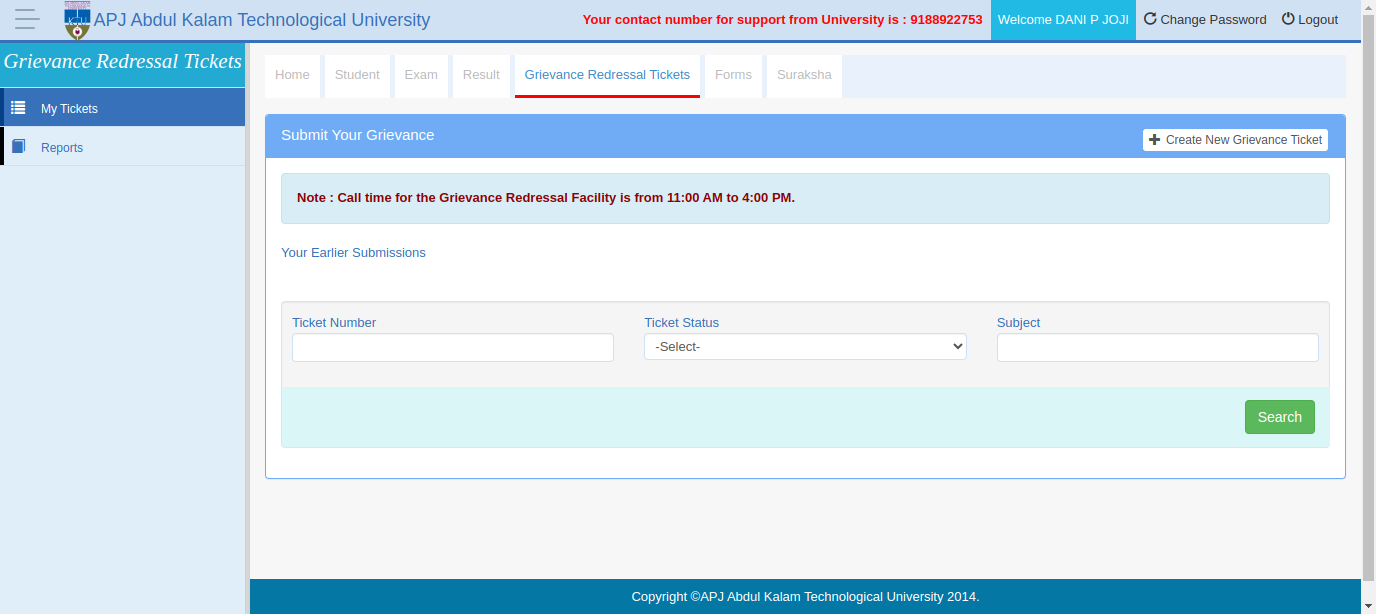 APJ Abdul Kalam Technological University
Your contact number for support from University is : 9188922753
Welcome DANI P JOJI
Change Password
Logout
Grievance Redressal Tickets
My Tickets
Reports
Home
Student
Exam
Result
Grievance Redressal Tickets
Forms
Suraksha
Submit Your Grievance
Create New Grievance Ticket
Note : Call time for the Grievance Redressal Facility is from 11:00 AM to 4:00 PM.
Your Earlier Submissions
Ticket Number
Ticket Status
Subject
-Select-
Search
Copyright ©APJ Abdul Kalam Technological University 2014.